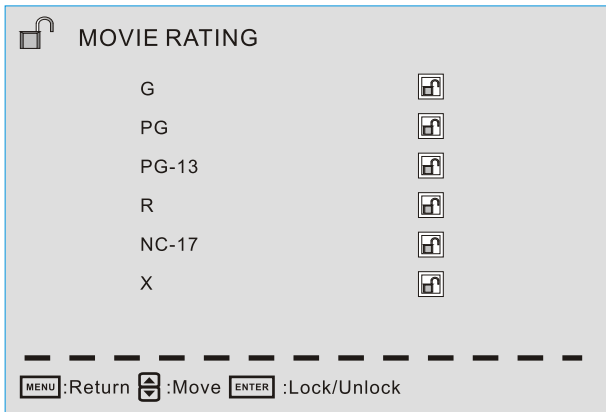 MOVIE RATING
G
PG
PG-13
R
NC-17
X
MENU:Return :Move ENTER :Lock/Unlock